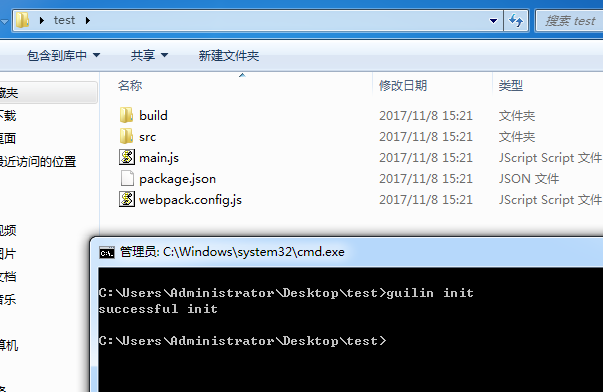 test
搜索 test
包含到库中 共享 新建文件夹
名称 修改日期 类型
藏夹
下载
桌面
最近访问的位置
视频
图片
文档
音乐
算机
build 2017/11/8 15:21 文件夹
src 2017/11/8 15:21 文件夹
main.js 2017/11/8 15:21 JScript Script 文件
package.json 2017/11/8 15:21 JSON 文件
webpack.config.js 2017/11/8 15:21 JScript Script 文件
管理员: C:\Windows\system32\cmd.exe
C:\Users\Administrator\Desktop\test>guilin init
successful init
C:\Users\Administrator\Desktop\test>